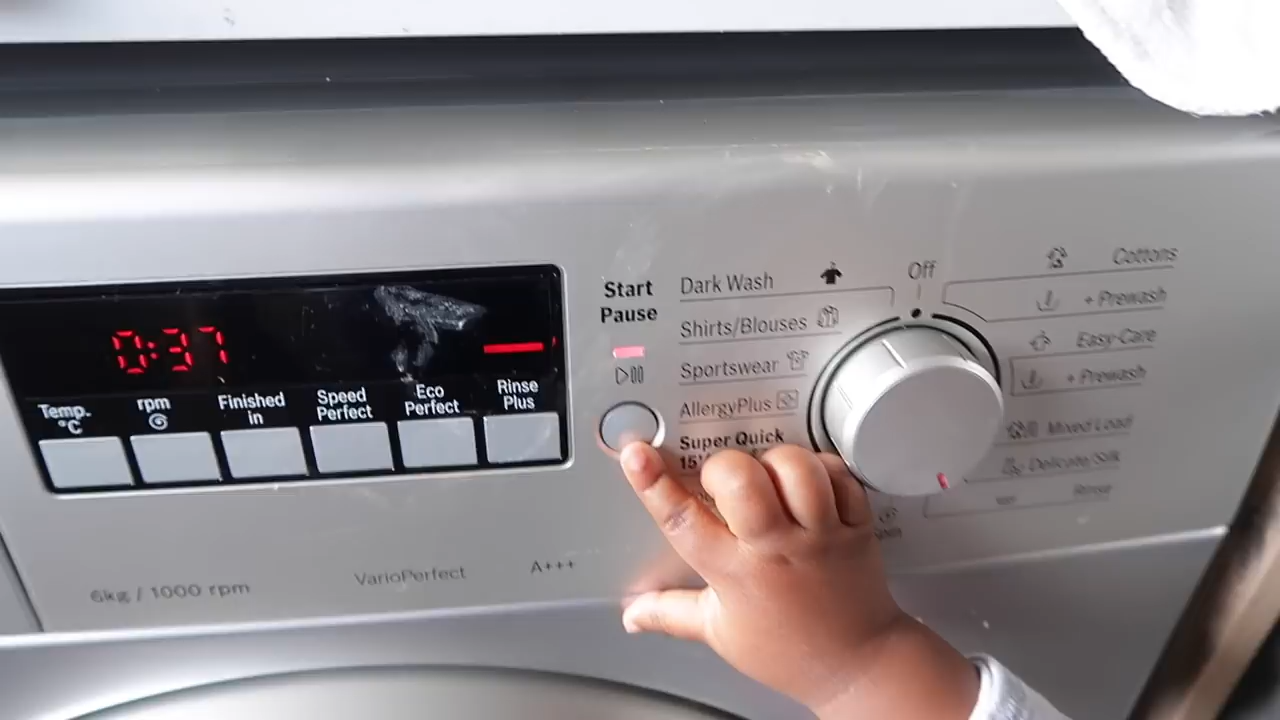 0:37
Temp.
°C
rpm
Finished
in
Speed
Perfect
Eco
Perfect
Rinse
Plus
6kg / 1000 rpm
VarioPerfect
A+++
Start
Pause
Dark Wash
Shirts/Blouses
Sportswear
AllergyPlus
Super Quick
Off
Cottons
+ Prewash
Easy-Care
+ Prewash
Mixed Load
Delicate/Silk
Rinse